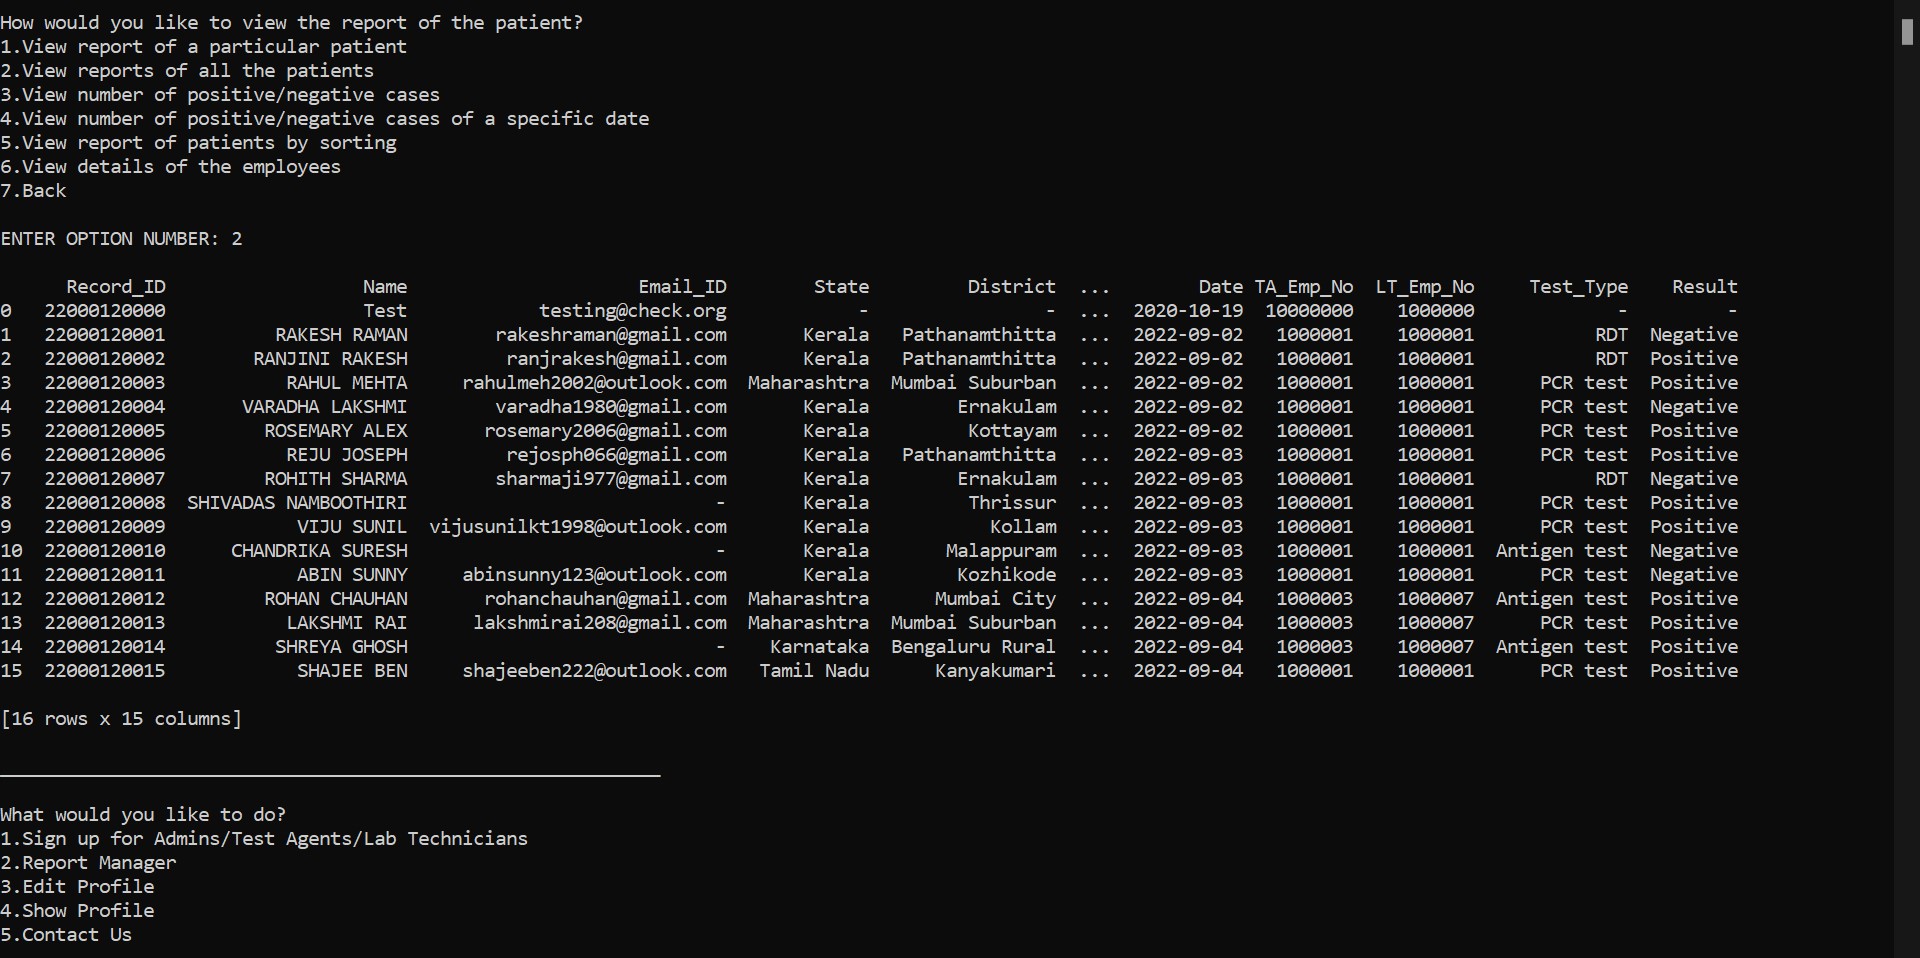 How would you like to view the report of the patient?
1.View report of a particular patient
2.View reports of all the patients
3.View number of positive/negative cases
4.View number of positive/negative cases of a specific date
5.View report of patients by sorting
6.View details of the employees
7.Back
ENTER OPTION NUMBER: 2
Record_ID Name Email_ID State District ... Date TA_Emp_No LT_Emp_No Test_Type Result
0 22000120000 Test testing@check.org - - ... 2020-10-19 10000000 1000000 - -
1 22000120001 RAKESH RAMAN rakeshraman@gmail.com Kerala Pathanamthitta ... 2022-09-02 1000001 1000001 RDT Negative
2 22000120002 RANJINI RAKESH ranjrakesh@gmail.com Kerala Pathanamthitta ... 2022-09-02 1000001 1000001 RDT Positive
3 22000120003 RAHUL MEHTA rahulmeh2002@outlook.com Maharashtra Mumbai Suburban ... 2022-09-02 1000001 1000001 PCR test Positive
4 22000120004 VARADHA LAKSHMI varadha1980@gmail.com Kerala Ernakulam ... 2022-09-02 1000001 1000001 PCR test Negative
5 22000120005 ROSEMARY ALEX rosemary2006@gmail.com Kerala Kottayam ... 2022-09-02 1000001 1000001 PCR test Positive
6 22000120006 REJU JOSEPH rejosph066@gmail.com Kerala Pathanamthitta ... 2022-09-03 1000001 1000001 PCR test Positive
7 22000120007 ROHITH SHARMA sharmaji977@gmail.com Kerala Ernakulam ... 2022-09-03 1000001 1000001 RDT Negative
8 22000120008 SHIVADAS NAMBOOTHIRI - Kerala Thrissur ... 2022-09-03 1000001 1000001 PCR test Positive
9 22000120009 VIJU SUNIL vijusunilkt1998@outlook.com Kerala Kollam ... 2022-09-03 1000001 1000001 PCR test Positive
10 22000120010 CHANDRIKA SURESH - Kerala Malappuram ... 2022-09-03 1000001 1000001 Antigen test Negative
11 22000120011 ABIN SUNNY abinsunny123@outlook.com Kerala Kozhikode ... 2022-09-03 1000001 1000001 PCR test Negative
12 22000120012 ROHAN CHAUHAN rohanchauhan@gmail.com Maharashtra Mumbai City ... 2022-09-04 1000003 1000007 Antigen test Positive
13 22000120013 LAKSHMI RAI lakshmirai208@gmail.com Maharashtra Mumbai Suburban ... 2022-09-04 1000003 1000007 PCR test Positive
14 22000120014 SHREYA GHOSH - Karnataka Bengaluru Rural ... 2022-09-04 1000003 1000007 Antigen test Positive
15 22000120015 SHAJEE BEN shajeeben222@outlook.com Tamil Nadu Kanyakumari ... 2022-09-04 1000001 1000001 PCR test Positive
[16 rows x 15 columns]
____________________________________________________________
What would you like to do?
1.Sign up for Admins/Test Agents/Lab Technicians
2.Report Manager
3.Edit Profile
4.Show Profile
5.Contact Us